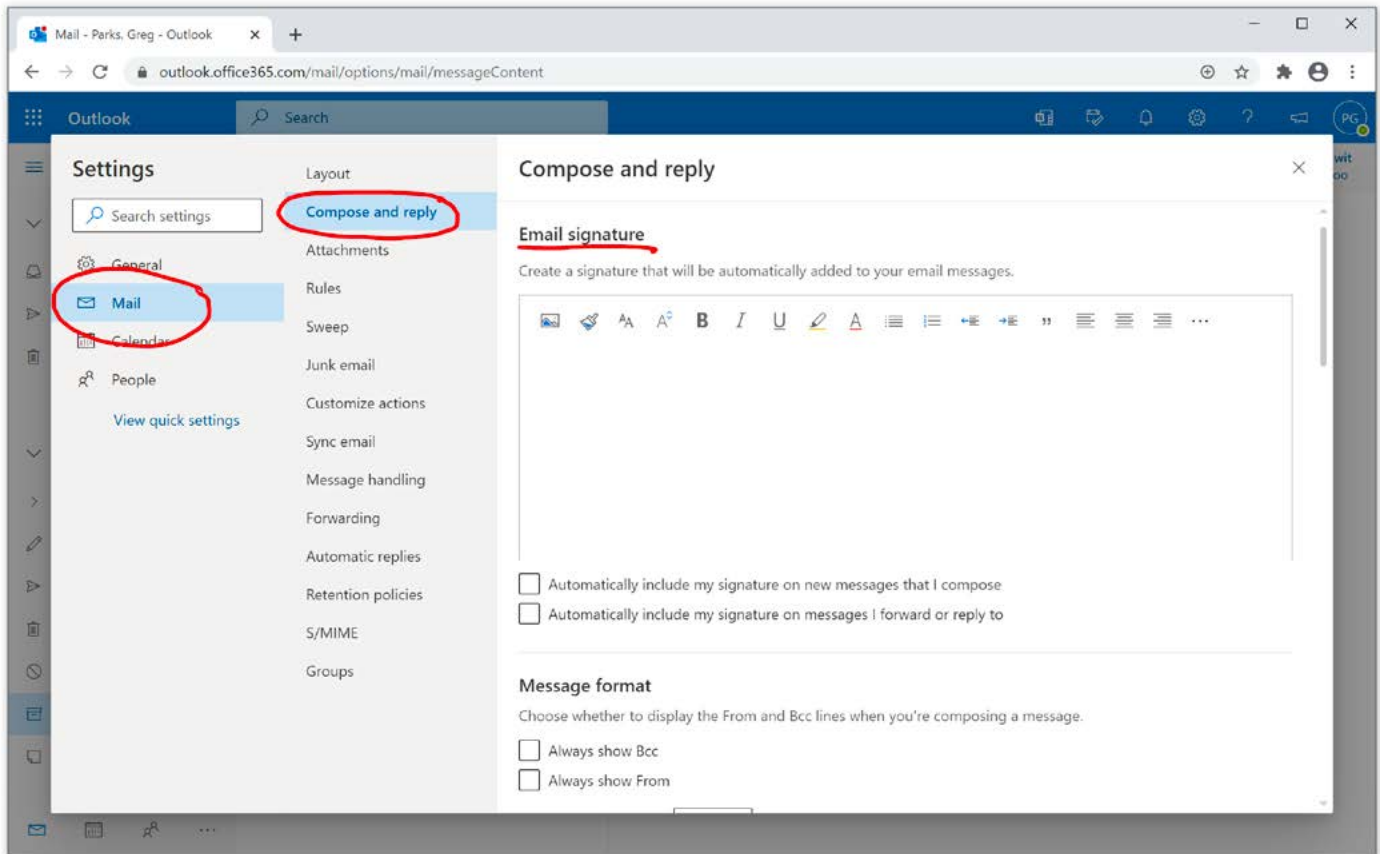 Mail - Parks, Greg - Outlook
outlook.office365.com/mail/options/mail/messageContent
Outlook
Search
PG
wit
oo
Settings
Search settings
General
Mail
Calendar
People
View quick settings
Layout
Compose and reply
Attachments
Rules
Sweep
Junk email
Customize actions
Sync email
Message handling
Forwarding
Automatic replies
Retention policies
S/MIME
Groups
Compose and reply
Email signature
Create a signature that will be automatically added to your email messages.
Automatically include my signature on new messages that I compose
Automatically include my signature on messages I forward or reply to
Message format
Choose whether to display the From and Bcc lines when you're composing a message.
Always show Bcc
Always show From